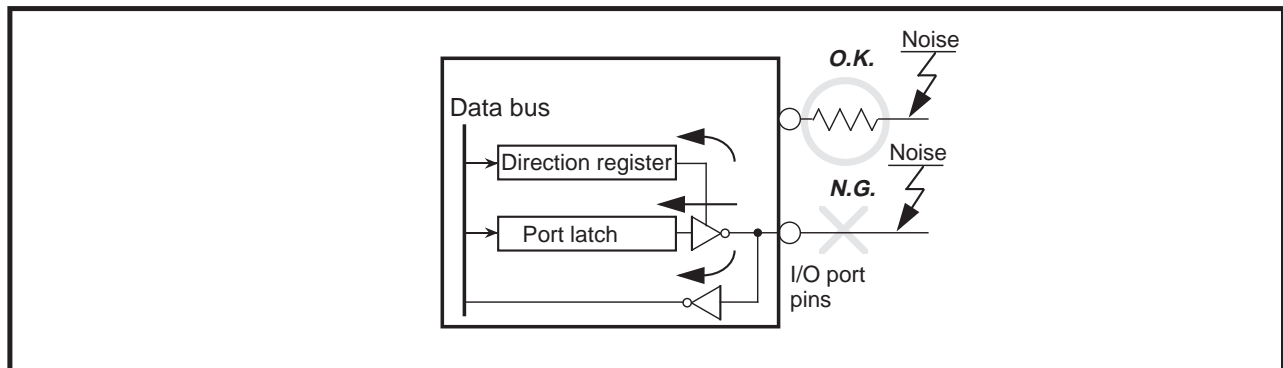 Noise
O.K.
Data bus
Direction register
Noise
N.G.
Port latch
I/O port
pins